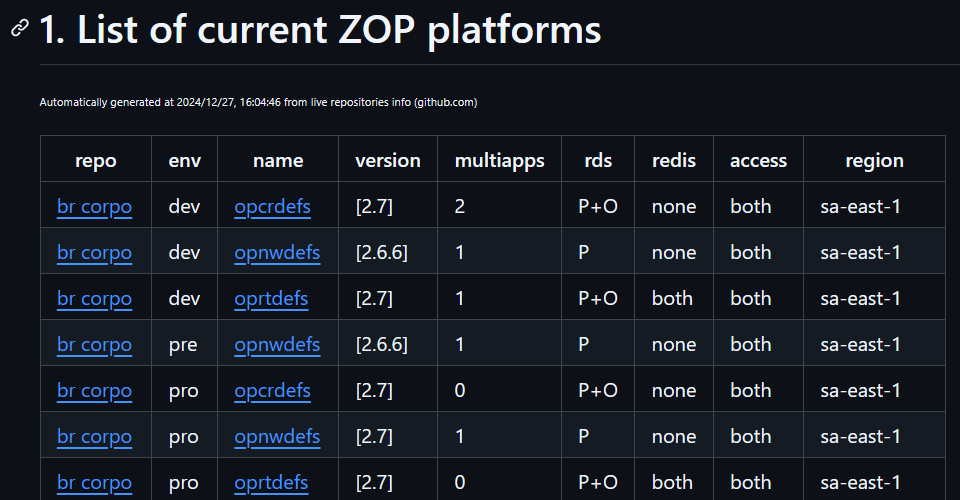 1. List of current ZOP platforms
Automatically generated at 2024/12/27, 16:04:46 from live repositories info (github.com)
repo env name version multiapps rds redis access region
br corpo dev opcrdefs [2.7] 2 P+O none both sa-east-1
br corpo dev opnwdefs [2.6.6] 1 P none both sa-east-1
br corpo dev oprtdefs [2.7] 1 P+O both both sa-east-1
br corpo pre opnwdefs [2.6.6] 1 P none both sa-east-1
br corpo pro opcrdefs [2.7] 0 P+O none both sa-east-1
br corpo pro opnwdefs [2.7] 1 P none both sa-east-1
br corpo pro oprtdefs [2.7] 0 P+O both both sa-east-1